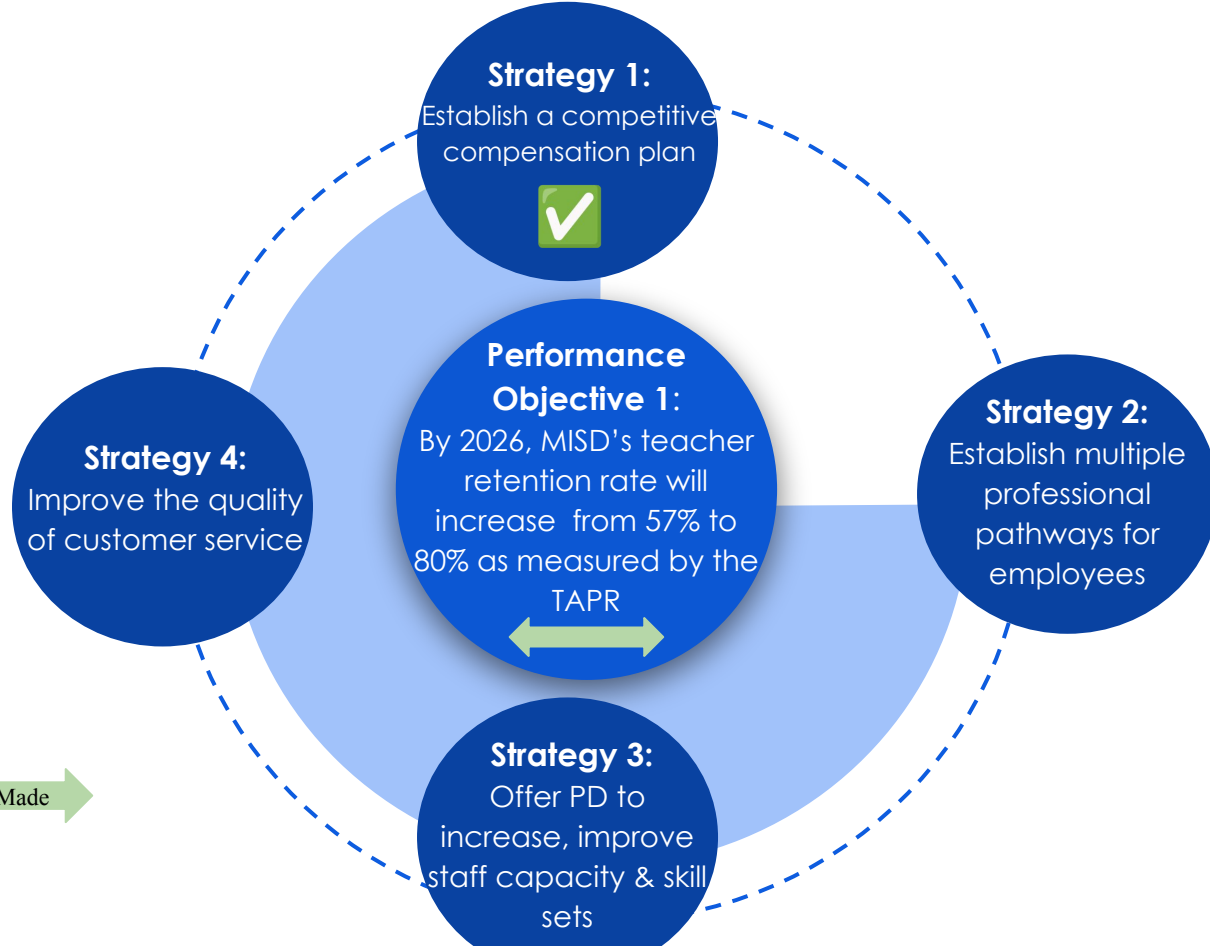 Strategy 1:
Establish a competitive
compensation plan
Performance
Objective 1:
By 2026, MISD’s teacher
retention rate will
increase from 57% to
80% as measured by the
TAPR
Strategy 2:
Establish multiple
professional
pathways for
employees
Strategy 4:
Improve the quality
of customer service
Strategy 3:
Offer PD to
increase, improve
staff capacity & skill
sets
Made